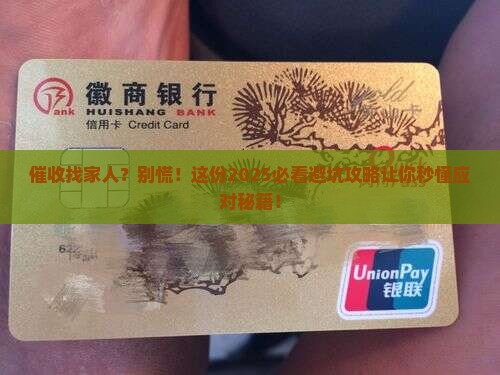 徽商银行
Bank HUISHANG BANK
信用卡 Credit Card
催收找家人？别慌！这份2025必看避坑攻略让你秒懂应
对秘籍！
UnionPay
银联